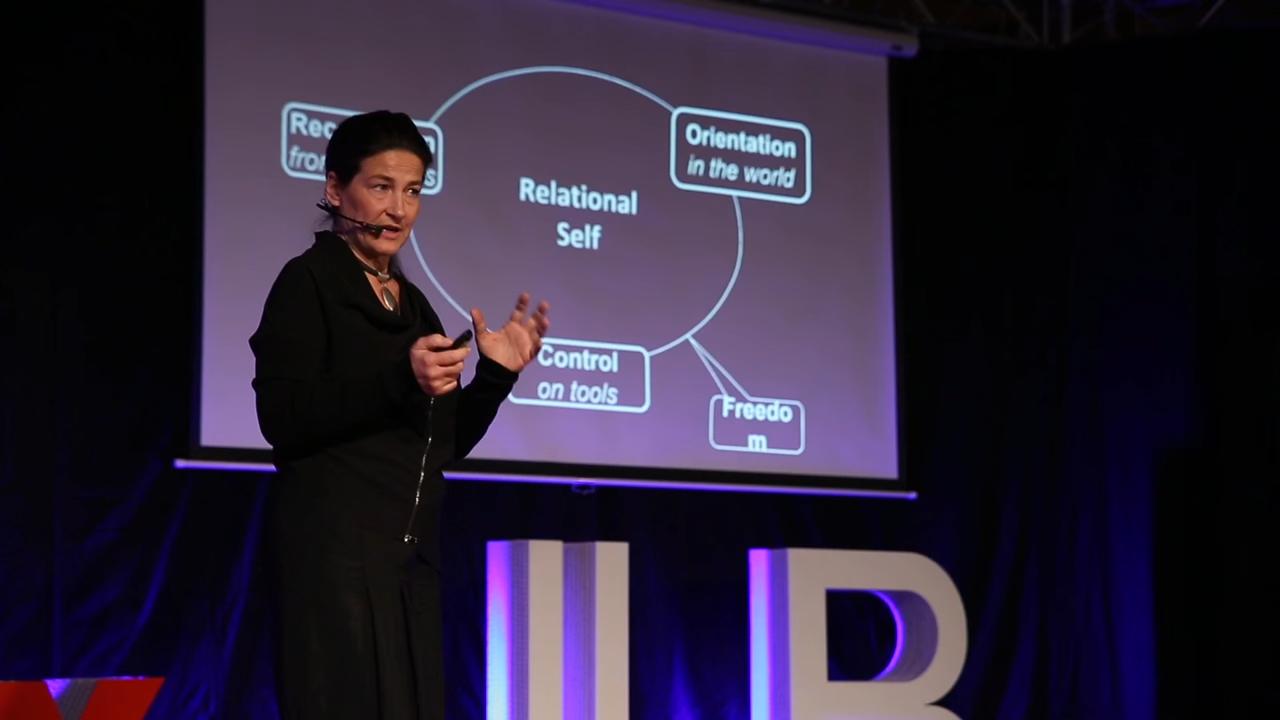 Orientation
in the world
Relational
Self
Control
on tools
Freedo
m